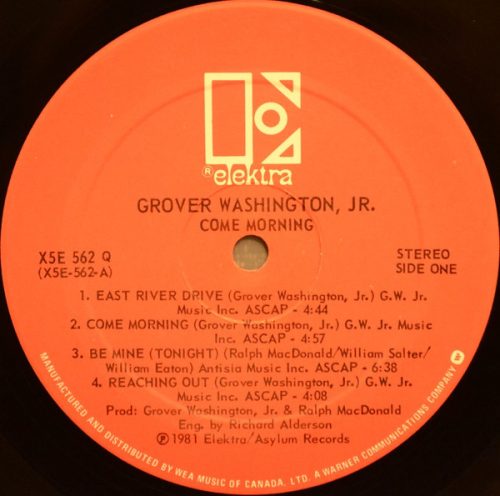 ® elektra
GROVER WASHINGTON, JR.
COME MORNING
X5E 562 Q
(X5E-562-A)
STEREO
SIDE ONE
1. EAST RIVER DRIVE (Grover Washington, Jr.) G.W. Jr.
Music Inc. ASCAP - 4:44
2. COME MORNING (Grover Washington, Jr.) G.W. Jr. Music
Inc. ASCAP - 4:57
3. BE MINE (TONIGHT) (Ralph MacDonald/William Salter/
William Eaton) Antisia Music Inc. ASCAP - 6:38
4. REACHING OUT (Grover Washington, Jr.) G.W. Jr.
Music Inc. ASCAP - 4:08
Prod: Grover Washington, Jr. & Ralph MacDonald
Eng. by Richard Alderson
℗ 1981 Elektra/Asylum Records
MANUFACTURED AND DISTRIBUTED BY WEA MUSIC OF CANADA, LTD. A WARNER COMMUNICATIONS COMPANY